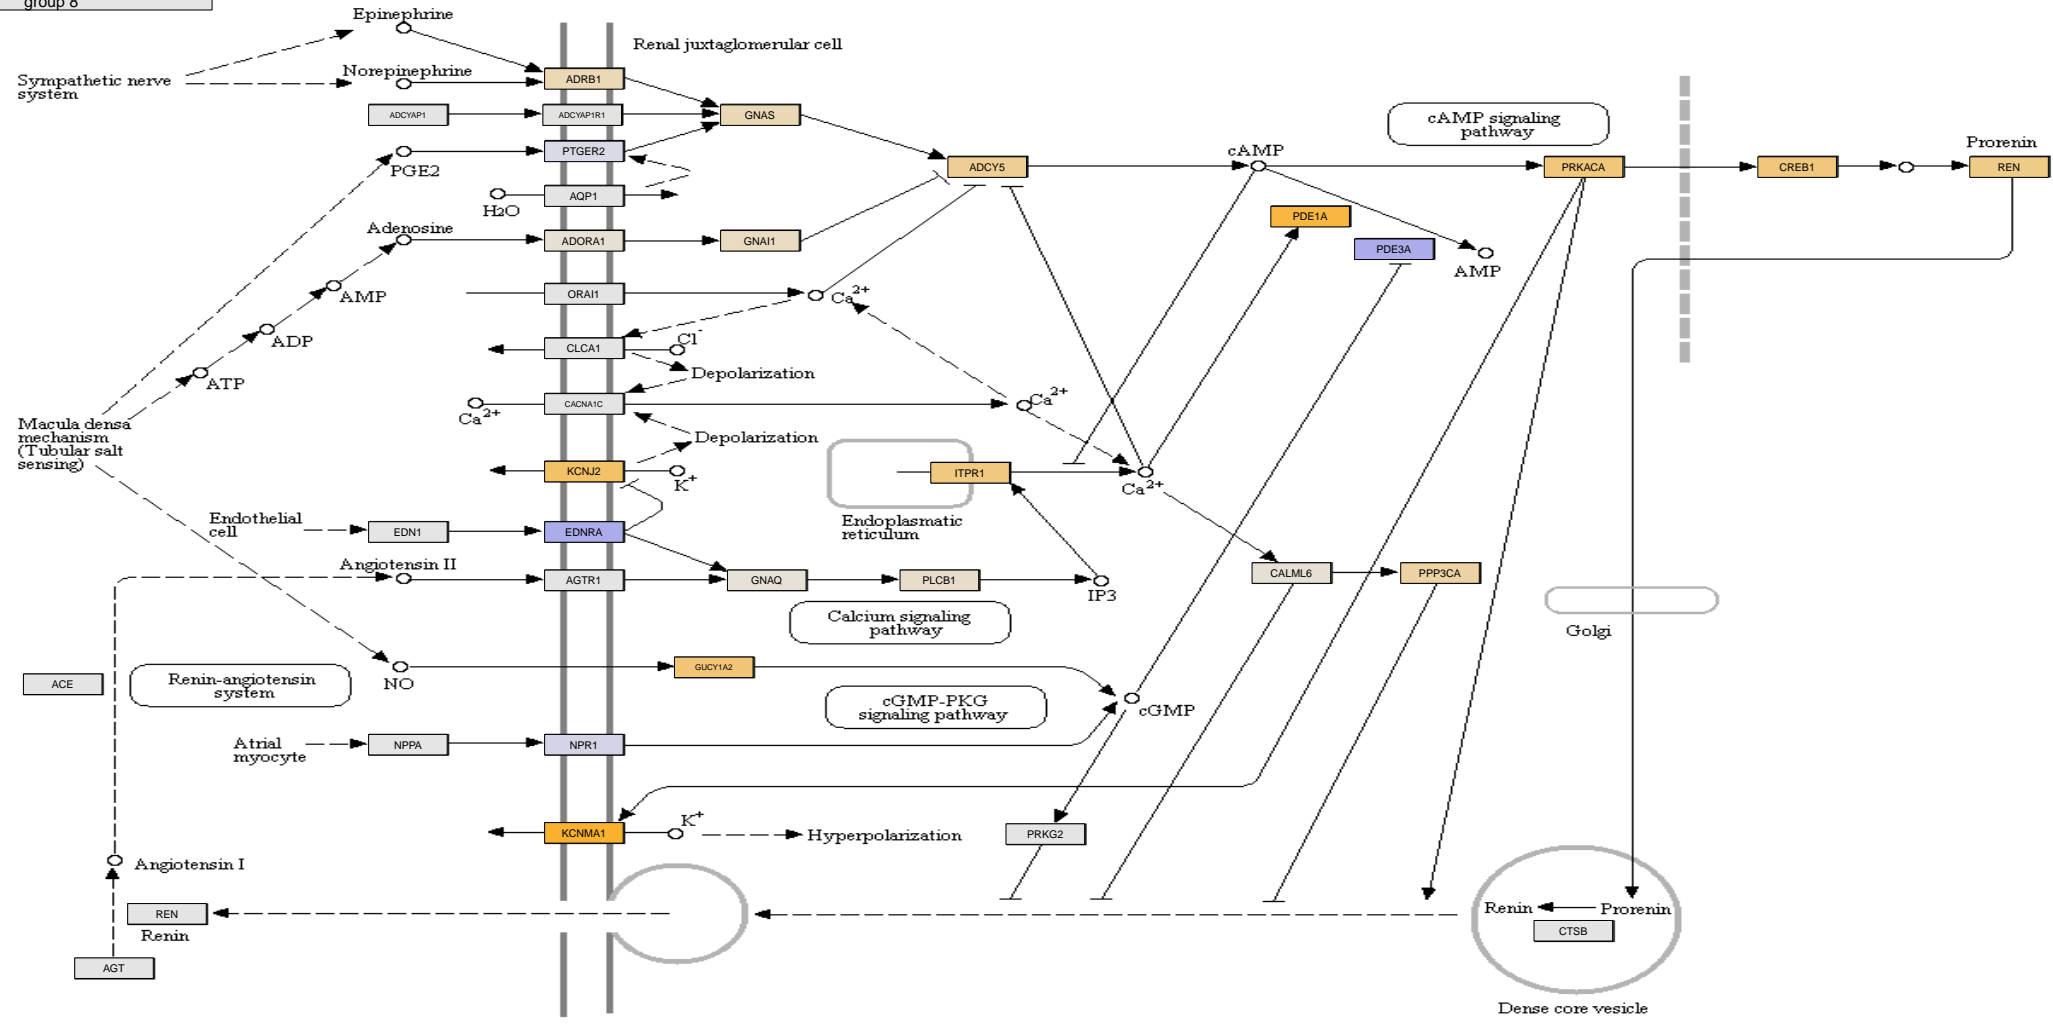 group 8
Epinephrine
Renal juxtaglomerular cell
Sympathetic nerve
system
Norepinephrine
ADRB1
ADCYAP1
ADCYAP1R1
GNAS
cAMP signaling
pathway
PTGER2
PGE2
ADCY5
cAMP
PRKACA
CREB1
Prorenin
REN
AQP1
H2O
PDE1A
Adenosine
ADORA1
GNAI1
PDE3A
AMP
ORAI1
Ca2+
AMP
ADP
CLCA1
Cl-
ATP
Depolarization
CACNA1C
Ca2+
Ca2+
Macula densa
mechanism
(Tubular salt
sensing)
Depolarization
KCNJ2
K+
ITPR1
Ca2+
Endoplasmatic
reticulum
Endothelial
cell
EDN1
EDNRA
Angiotensin II
AGTR1
GNAQ
PLCB1
IP3
CALML6
PPP3CA
Calcium signaling
pathway
Golgi
ACE
Renin-angiotensin
system
NO
GUCY1A2
cGMP-PKG
signaling pathway
cGMP
Atrial
myocyte
NPPA
NPR1
KCNMA1
K+
Hyperpolarization
PRKG2
Angiotensin I
REN
Renin
AGT
Renin
Prorenin
CTSB
Dense core vesicle